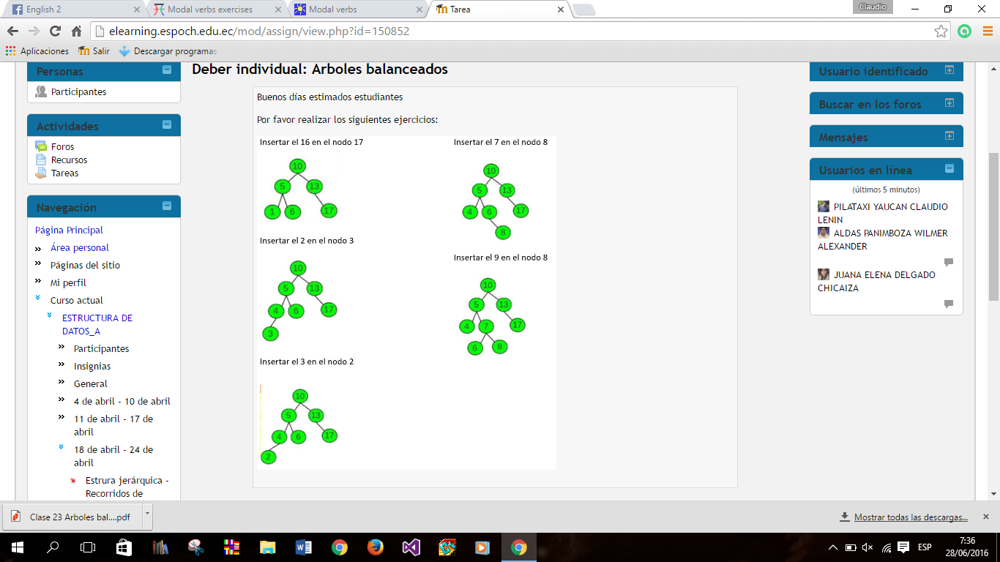 English 2
Modal verbs exercises
Modal verbs
Tarea
Claudio
elearning.espoch.edu.ec/mod/assign/view.php?id=150852
Aplicaciones
Salir
Descargar programas
Personas
Participantes
Actividades
Foros
Recursos
Tareas
Navegación
Página Principal
Área personal
Páginas del sitio
Mi perfil
Curso actual
ESTRUCTURA DE
DATOS_A
Participantes
Insignias
General
4 de abril - 10 de abril
11 de abril - 17 de
abril
18 de abril - 24 de
abril
Estrura jerárquica -
Recorridos de
Deber individual: Arboles balanceados
Buenos días estimados estudiantes
Por favor realizar los siguientes ejercicios:
Insertar el 16 en el nodo 17
10
5 13
1 6 17
Insertar el 2 en el nodo 3
10
5 13
4 6 17
3
Insertar el 3 en el nodo 2
10
5 13
4 6 17
2
Insertar el 7 en el nodo 8
10
5 13
4 6 17
8
Insertar el 9 en el nodo 8
10
5 13
4 7 17
6 8
Usuario identificado
Buscar en los foros
Mensajes
Usuarios en línea
(últimos 5 minutos)
PILATAXI YAUCAN CLAUDIO
LENIN
ALDAS PANIMBOZA WILMER
ALEXANDER
JUANA ELENA DELGADO
CHICAIZA
Clase 23 Arboles bal....pdf
Mostrar todas las descargas...
ESP
7:36
28/06/2016